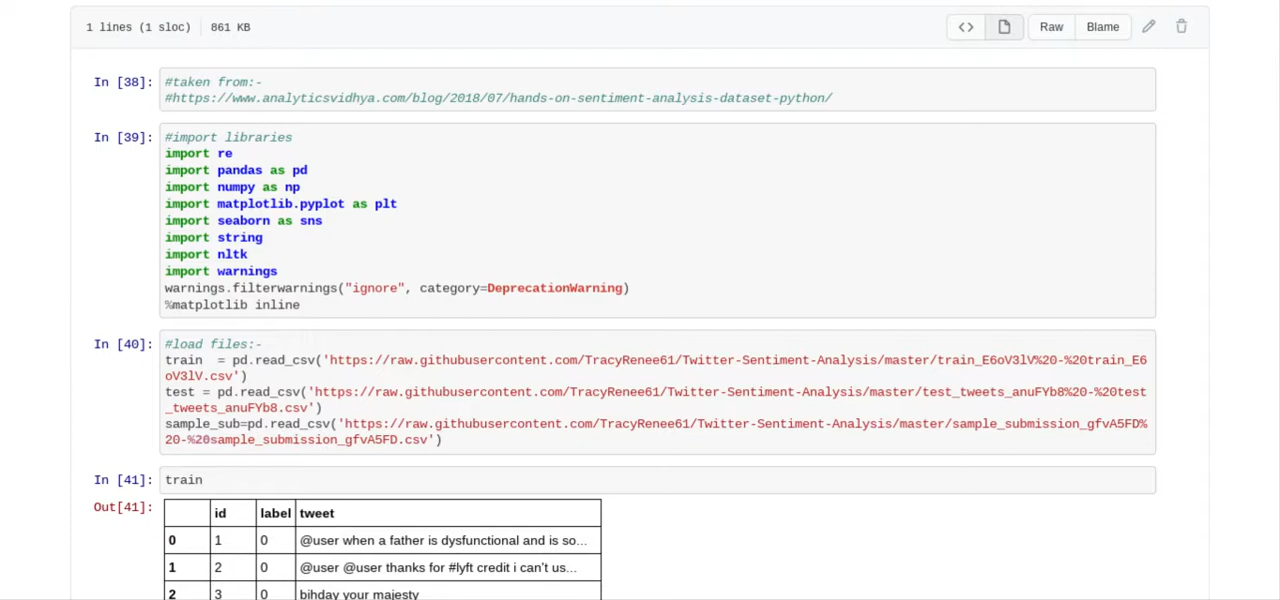 1 lines (1 sloc) 861 KB
<> Raw Blame
In [38]: #taken from:-
#https://www.analyticsvidhya.com/blog/2018/07/hands-on-sentiment-analysis-dataset-python/
In [39]: #import libraries
import re
import pandas as pd
import numpy as np
import matplotlib.pyplot as plt
import seaborn as sns
import string
import nltk
import warnings
warnings.filterwarnings("ignore", category=DeprecationWarning)
%matplotlib inline
In [40]: #load files:-
train  = pd.read_csv('https://raw.githubusercontent.com/TracyRenee61/Twitter-Sentiment-Analysis/master/train_E6oV3lV%20-%20train_E6
oV3lV.csv')
test = pd.read_csv('https://raw.githubusercontent.com/TracyRenee61/Twitter-Sentiment-Analysis/master/test_tweets_anuFYb8%20-%20test
_tweets_anuFYb8.csv')
sample_sub=pd.read_csv('https://raw.githubusercontent.com/TracyRenee61/Twitter-Sentiment-Analysis/master/sample_submission_gfvA5FD%
20-%20sample_submission_gfvA5FD.csv')
In [41]: train
Out[41]:
id label tweet
0 1 0 @user when a father is dysfunctional and is so...
1 2 0 @user @user thanks for #lyft credit i can't us...
2 3 0 bihday your majesty